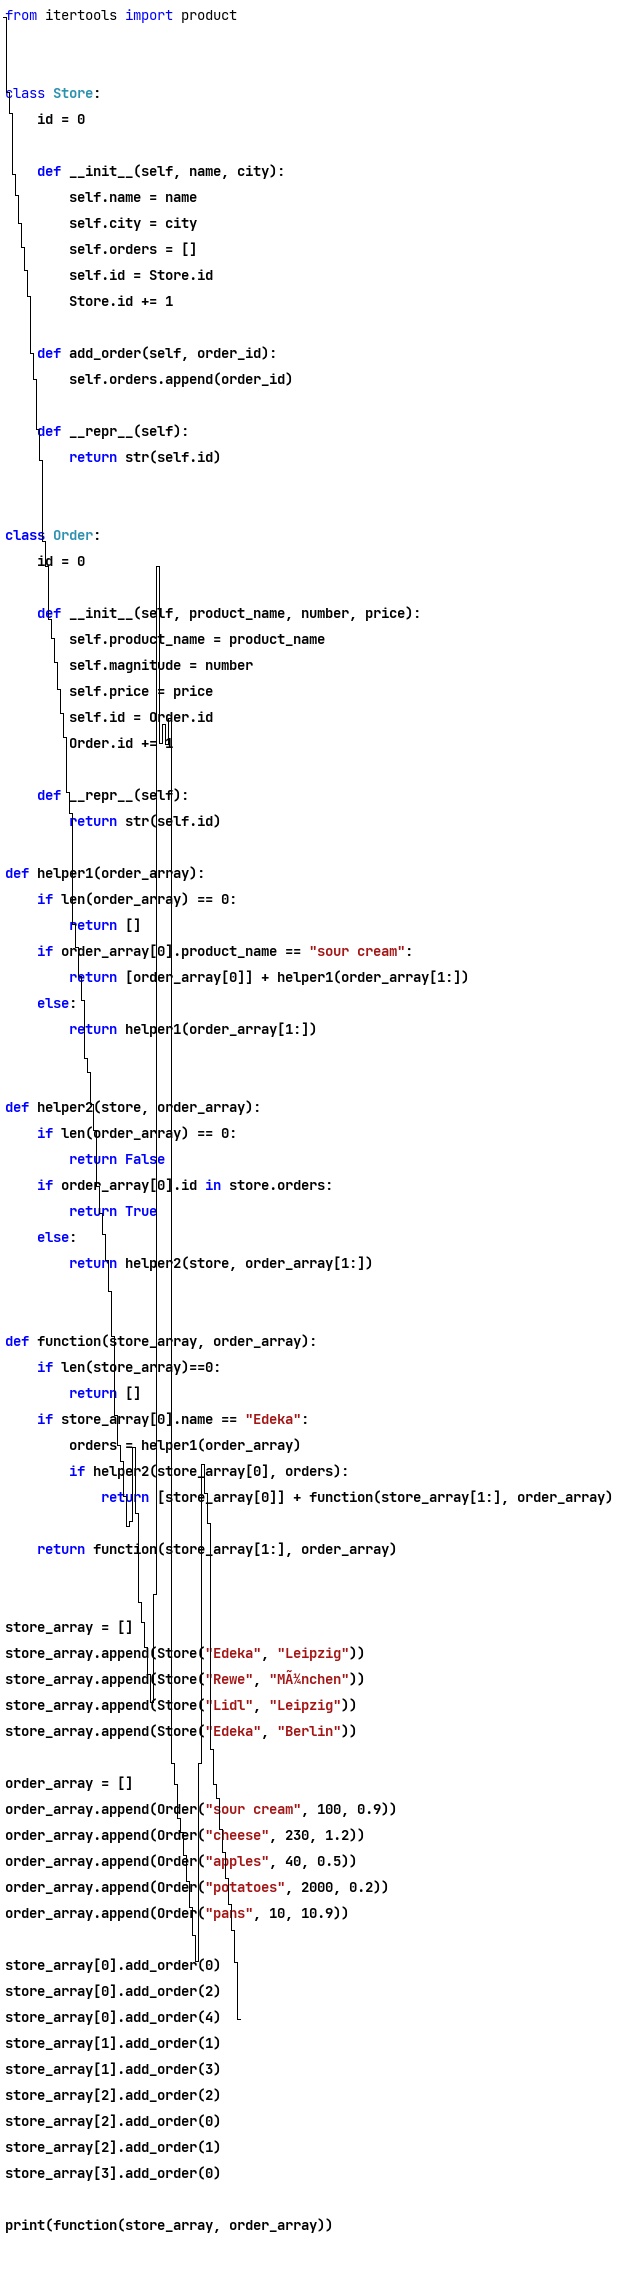 from itertools import product
class Store:
    id = 0
    def __init__(self, name, city):
        self.name = name
        self.city = city
        self.orders = []
        self.id = Store.id
        Store.id += 1
    def add_order(self, order_id):
        self.orders.append(order_id)
    def __repr__(self):
        return str(self.id)
class Order:
    id = 0
    def __init__(self, product_name, number, price):
        self.product_name = product_name
        self.magnitude = number
        self.price = price
        self.id = Order.id
        Order.id += 1
    def __repr__(self):
        return str(self.id)
def helper1(order_array):
    if len(order_array) == 0:
        return []
    if order_array[0].product_name == "sour cream":
        return [order_array[0]] + helper1(order_array[1:])
    else:
        return helper1(order_array[1:])
def helper2(store, order_array):
    if len(order_array) == 0:
        return False
    if order_array[0].id in store.orders:
        return True
    else:
        return helper2(store, order_array[1:])
def function(store_array, order_array):
    if len(store_array)==0:
        return []
    if store_array[0].name == "Edeka":
        orders = helper1(order_array)
        if helper2(store_array[0], orders):
            return [store_array[0]] + function(store_array[1:], order_array)
    return function(store_array[1:], order_array)
store_array = []
store_array.append(Store("Edeka", "Leipzig"))
store_array.append(Store("Rewe", "MÃ¼nchen"))
store_array.append(Store("Lidl", "Leipzig"))
store_array.append(Store("Edeka", "Berlin"))
order_array = []
order_array.append(Order("sour cream", 100, 0.9))
order_array.append(Order("cheese", 230, 1.2))
order_array.append(Order("apples", 40, 0.5))
order_array.append(Order("potatoes", 2000, 0.2))
order_array.append(Order("pans", 10, 10.9))
store_array[0].add_order(0)
store_array[0].add_order(2)
store_array[0].add_order(4)
store_array[1].add_order(1)
store_array[1].add_order(3)
store_array[2].add_order(2)
store_array[2].add_order(0)
store_array[2].add_order(1)
store_array[3].add_order(0)
print(function(store_array, order_array))